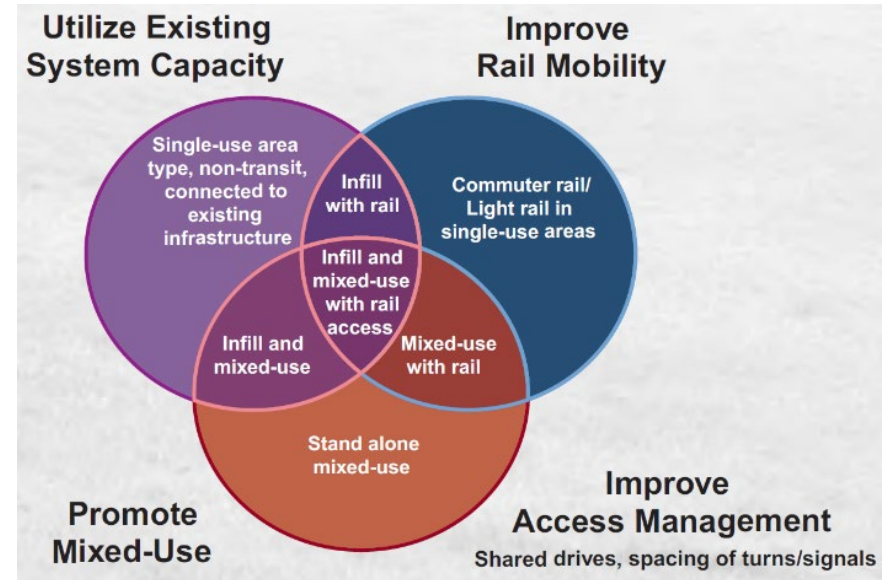 Utilize Existing
System Capacity
Improve
Rail Mobility
Single-use area
type, non-transit,
connected to
existing
infrastructure
Infill
with rail
Commuter rail/
Light rail in
single-use areas
Infill and
mixed-use
with rail
access
Infill and
mixed-use
Mixed-use
with rail
Stand alone
mixed-use
Promote
Mixed-Use
Improve
Access Management
Shared drives, spacing of turns/signals